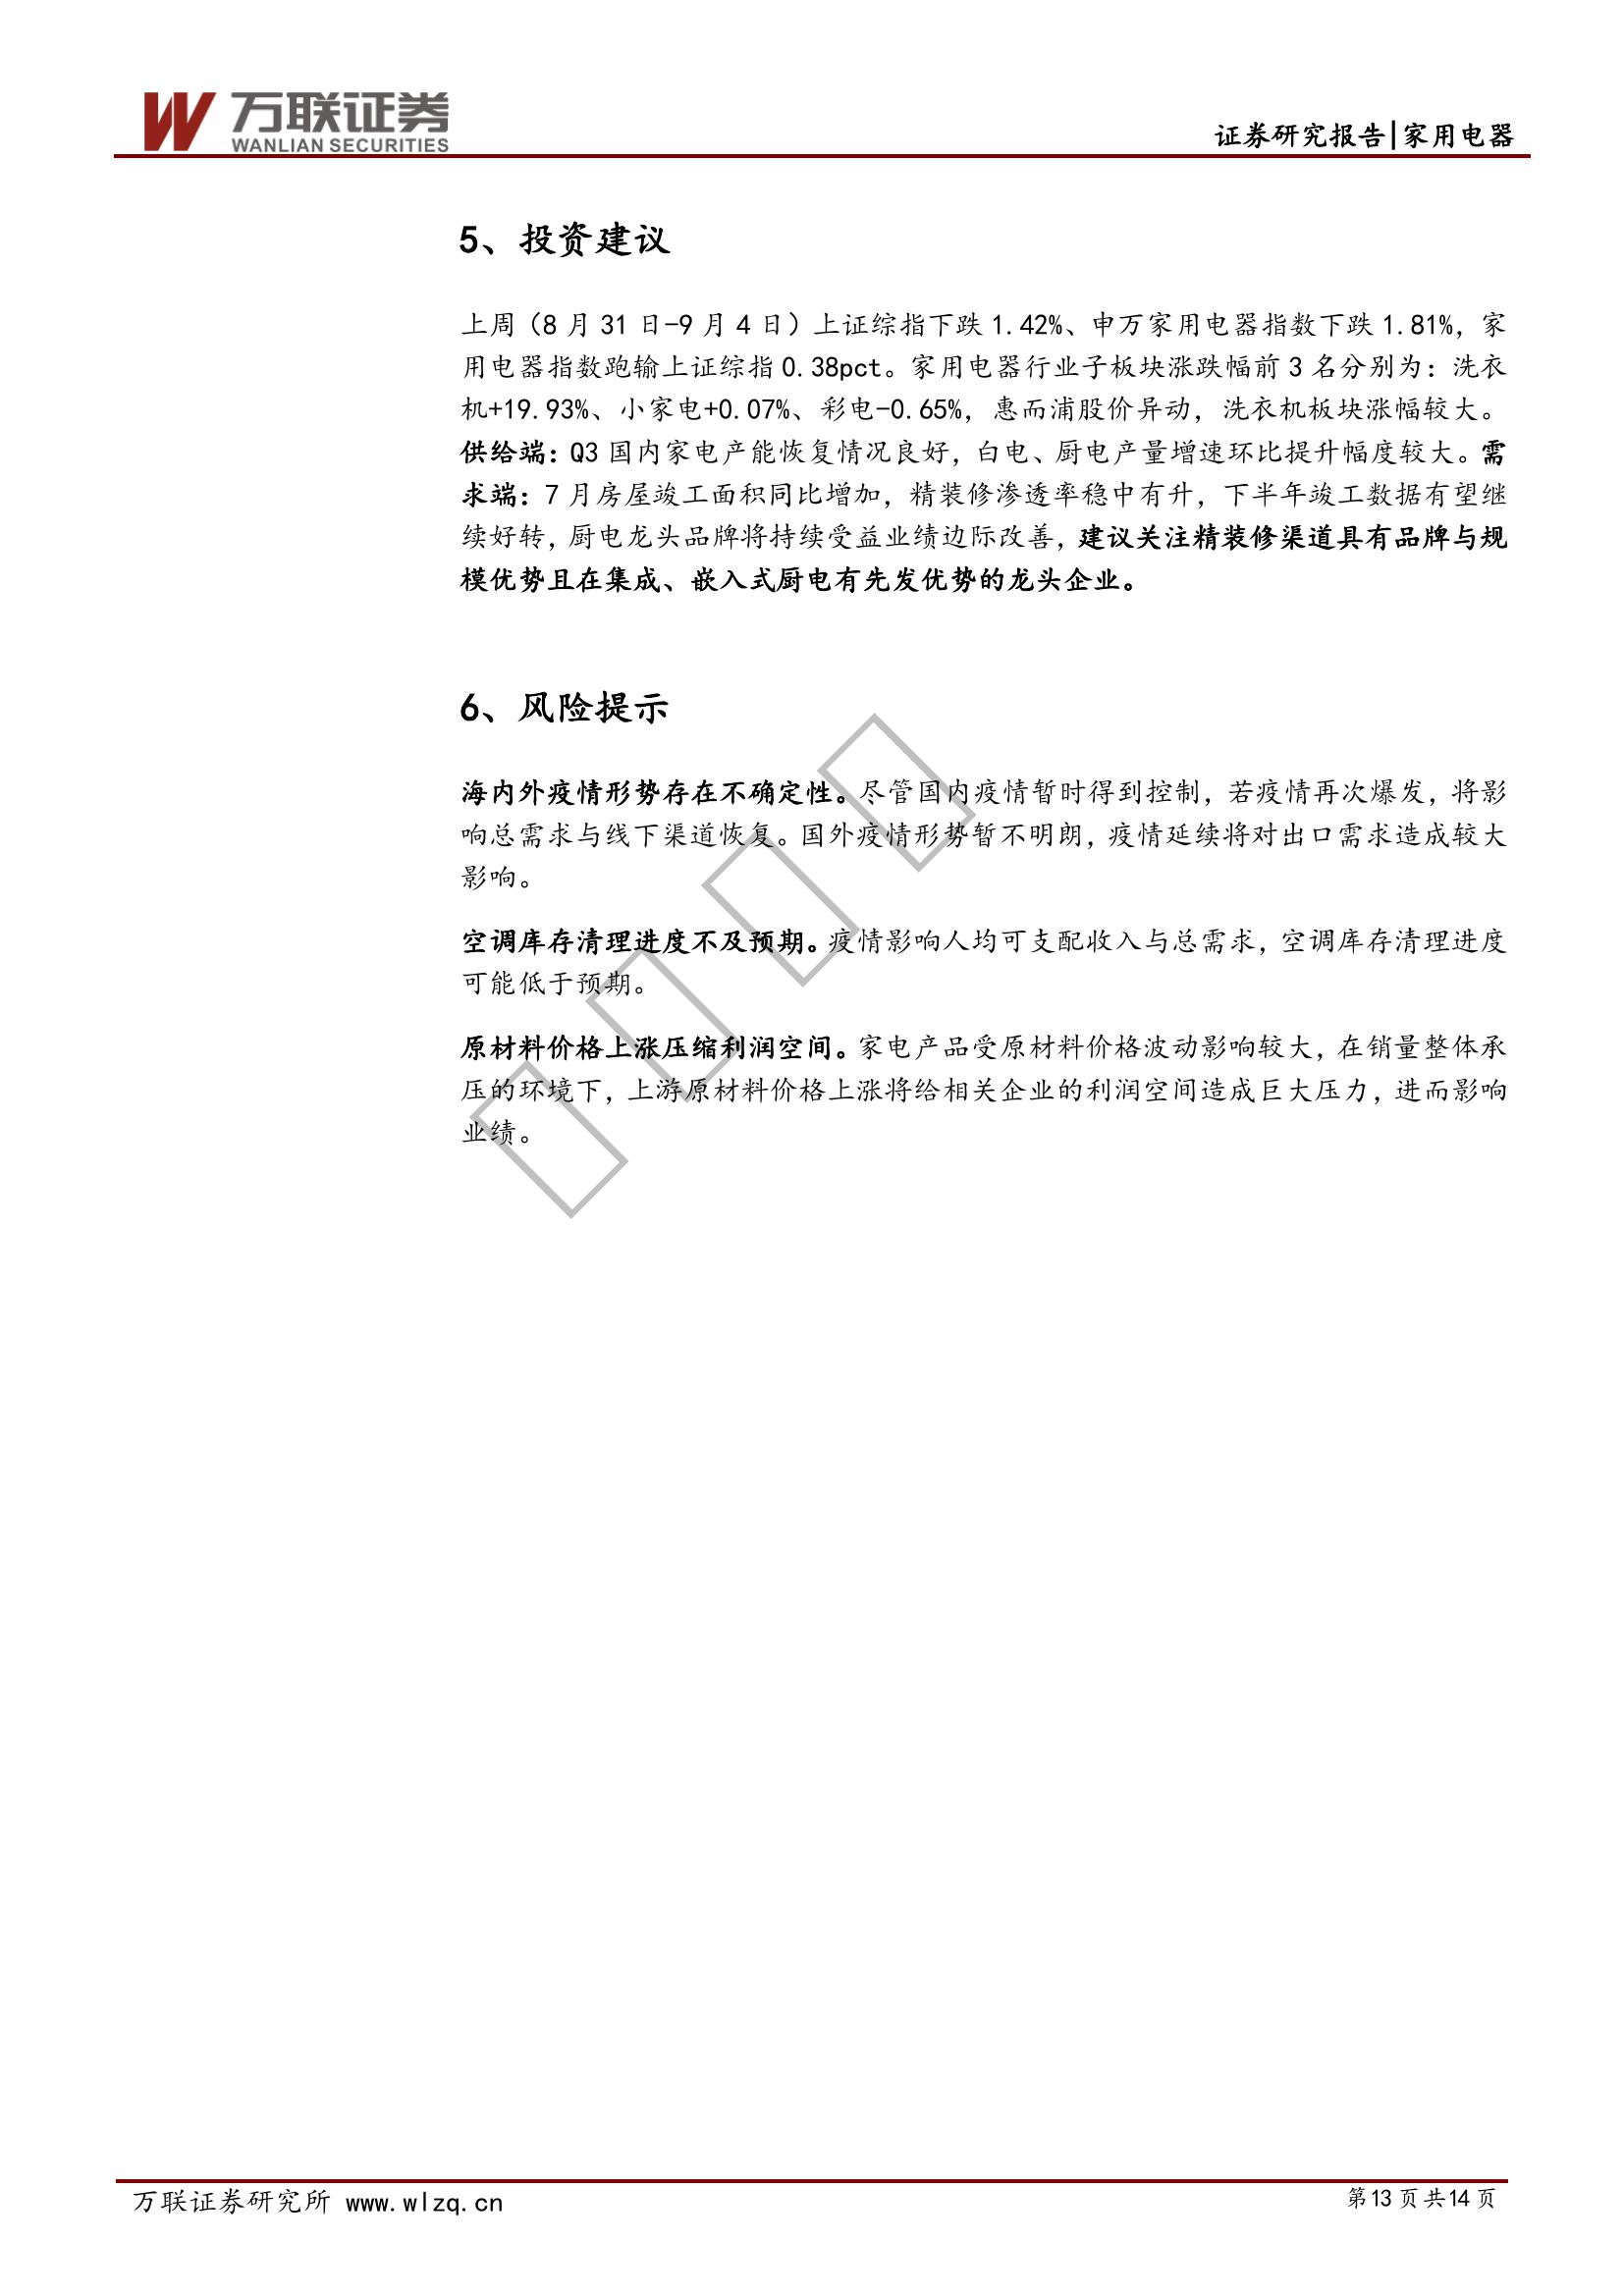 万联证券
WANLIAN SECURITIES
证券研究报告|家用电器
5、投资建议
上周（8 月 31 日-9 月 4 日）上证综指下跌 1.42%、申万家用电器指数下跌 1.81%，家
用电器指数跑输上证综指 0.38pct。家用电器行业子板块涨跌幅前 3 名分别为：洗衣
机+19.93%、小家电+0.07%、彩电-0.65%，惠而浦股价异动，洗衣机板块涨幅较大。
供给端：Q3 国内家电产能恢复情况良好，白电、厨电产量增速环比提升幅度较大。需
求端：7 月房屋竣工面积同比增加，精装修渗透率稳中有升，下半年竣工数据有望继
续好转，厨电龙头品牌将持续受益业绩边际改善，建议关注精装修渠道具有品牌与规
模优势且在集成、嵌入式厨电有先发优势的龙头企业。
6、风险提示
海内外疫情形势存在不确定性。尽管国内疫情暂时得到控制，若疫情再次爆发，将影
响总需求与线下渠道恢复。国外疫情形势暂不明朗，疫情延续将对出口需求造成较大
影响。
空调库存清理进度不及预期。疫情影响人均可支配收入与总需求，空调库存清理进度
可能低于预期。
原材料价格上涨压缩利润空间。家电产品受原材料价格波动影响较大，在销量整体承
压的环境下，上游原材料价格上涨将给相关企业的利润空间造成巨大压力，进而影响
业绩。
万联证券研究所 www.wlzq.cn
第 13 页 共 14 页